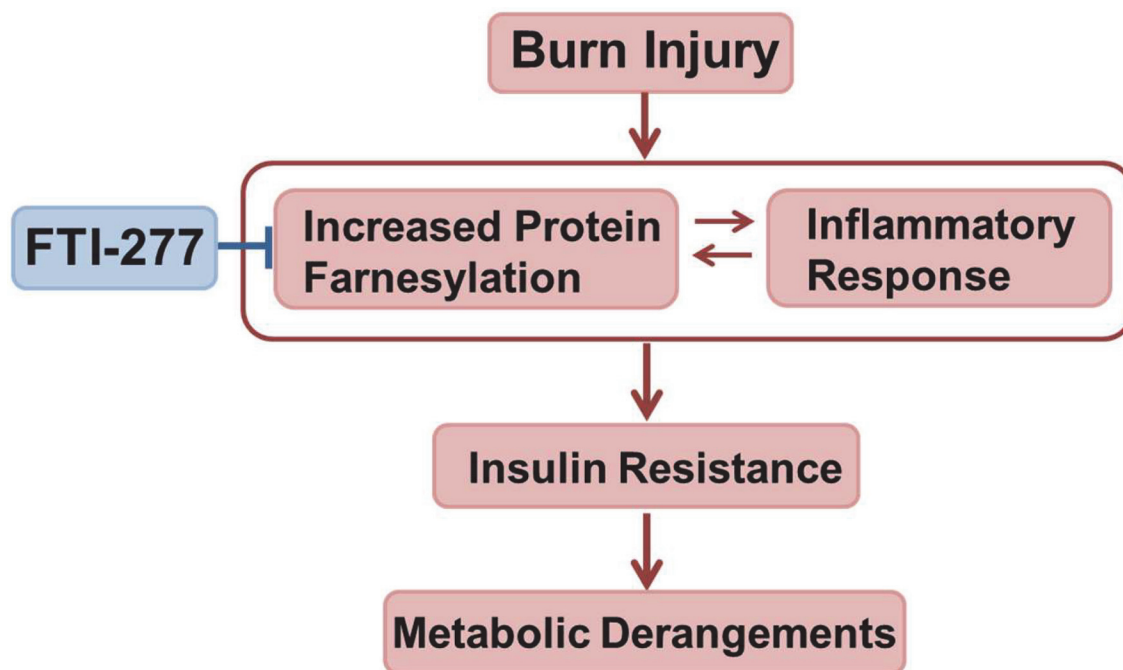 Burn Injury
FTI-277
Increased Protein
Farnesylation
Inflammatory
Response
Insulin Resistance
Metabolic Derangements